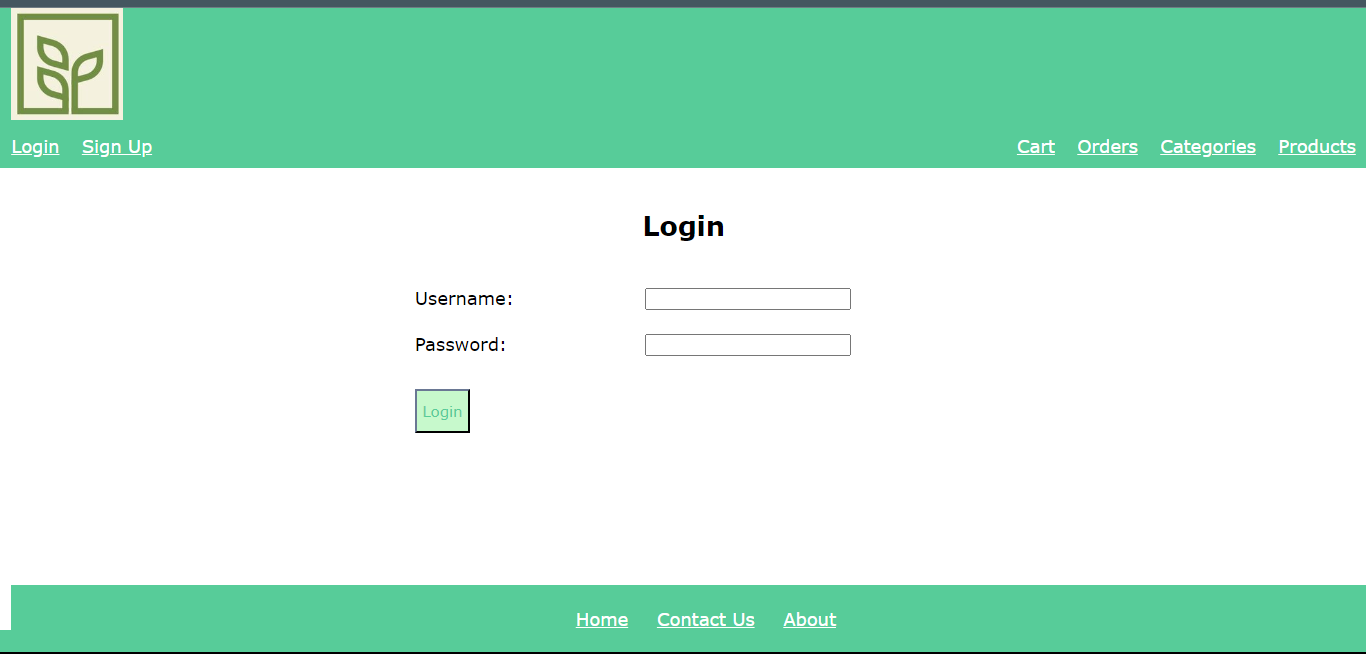 Login Sign Up Cart Orders Categories Products
Login
Username:
Password:
Login
Home Contact Us About